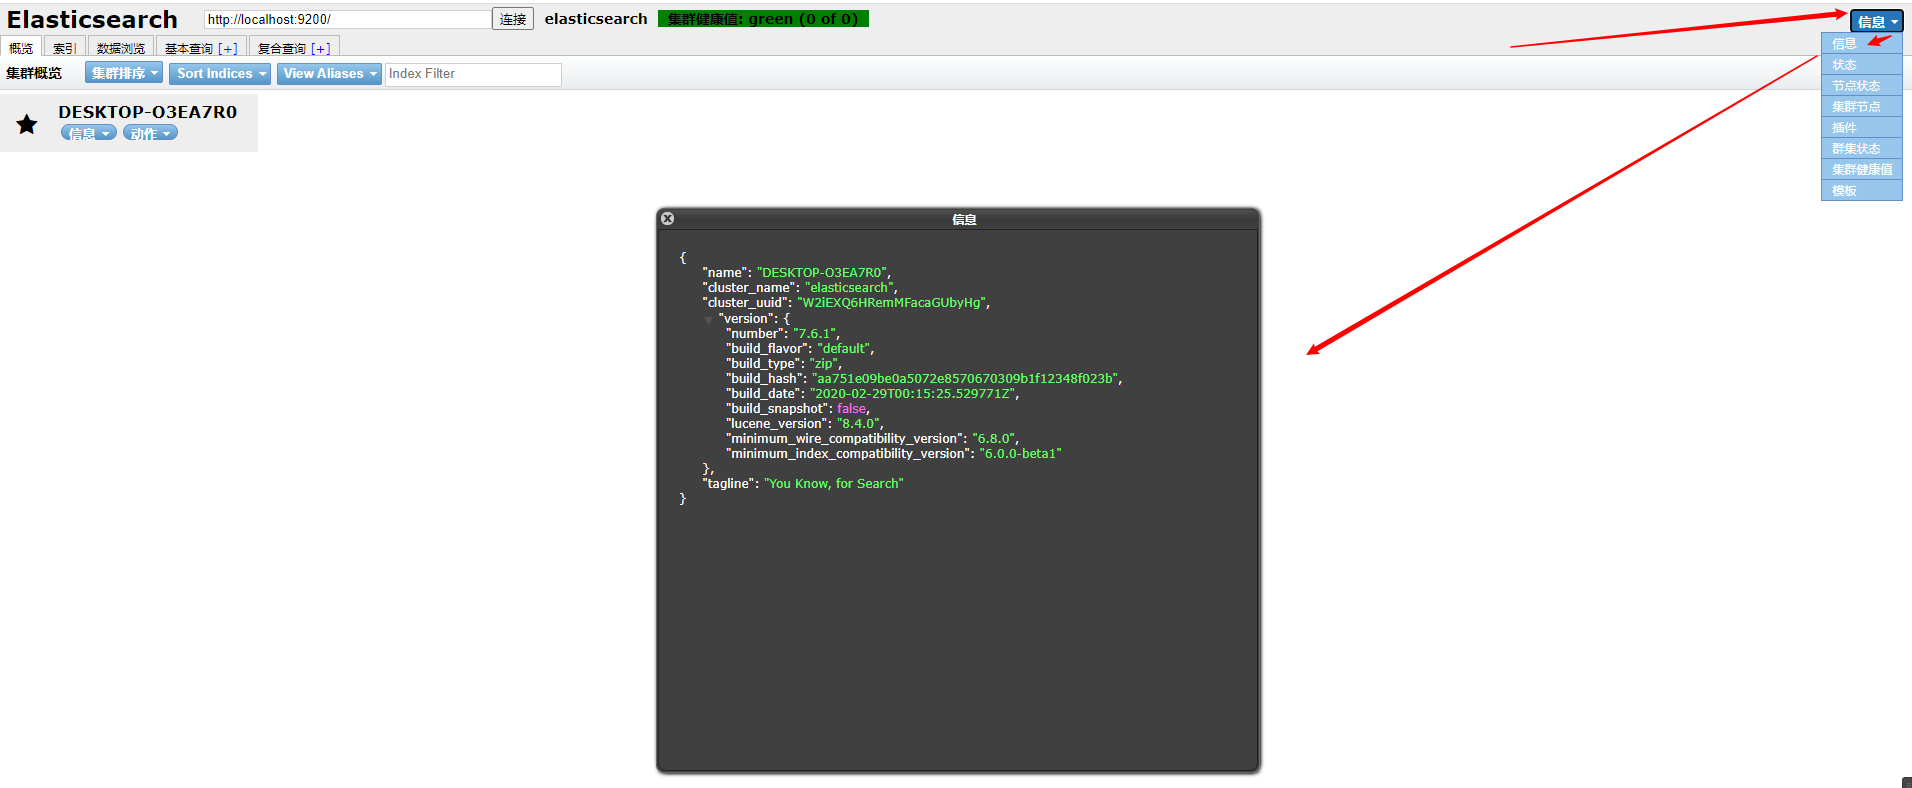 Elasticsearch http://localhost:9200/ 连接 elasticsearch 集群健康值: green (0 of 0) 信息
概览 索引 数据浏览 基本查询 [+] 复合查询 [+]
集群概览 集群排序 Sort Indices View Aliases Index Filter
信息
状态
节点状态
集群节点
插件
群集状态
集群健康值
模板
DESKTOP-O3EA7R0
信息 动作
信息
{
"name": "DESKTOP-O3EA7R0",
"cluster_name": "elasticsearch",
"cluster_uuid": "W2iEXQ6HRemMFacaGUbyHg",
"version": {
"number": "7.6.1",
"build_flavor": "default",
"build_type": "zip",
"build_hash": "aa751e09be0a5072e8570670309b1f12348f023b",
"build_date": "2020-02-29T00:15:25.529771Z",
"build_snapshot": false,
"lucene_version": "8.4.0",
"minimum_wire_compatibility_version": "6.8.0",
"minimum_index_compatibility_version": "6.0.0-beta1"
},
"tagline": "You Know, for Search"
}